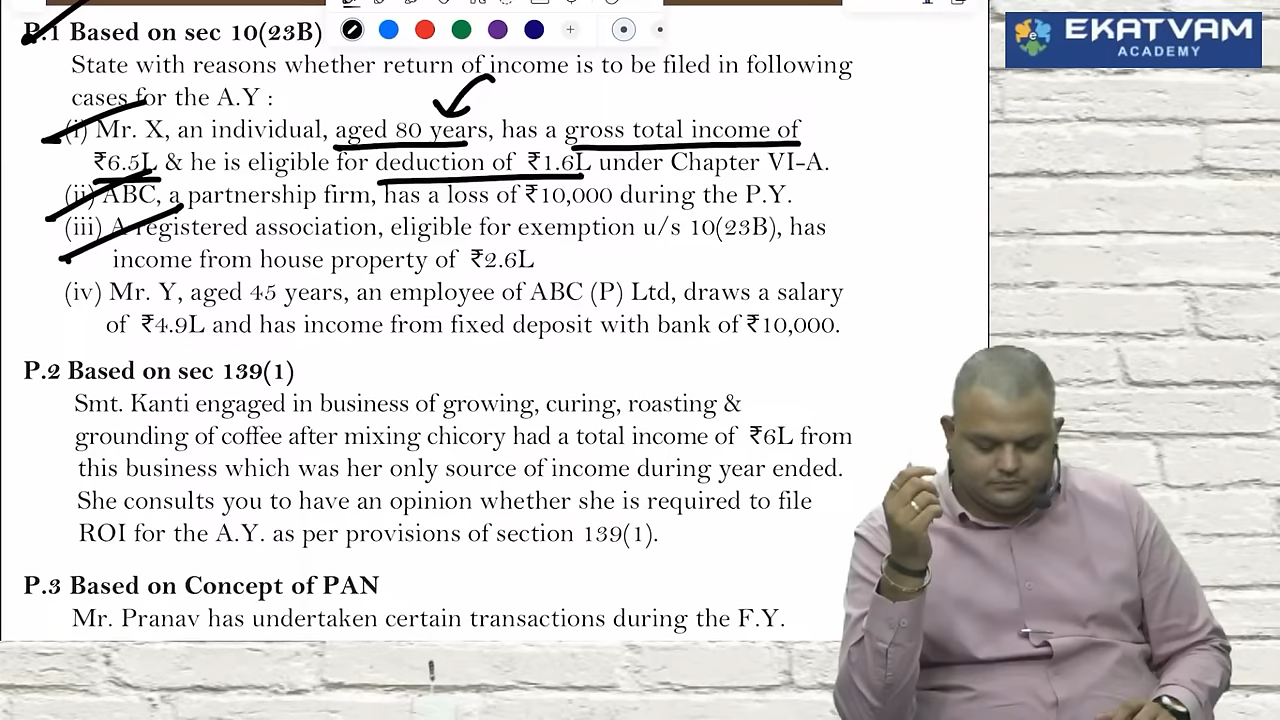 P.1 Based on sec 10(23B)
State with reasons whether return of income is to be filed in following
cases for the A.Y :
(i) Mr. X, an individual, aged 80 years, has a gross total income of
₹6.5L & he is eligible for deduction of ₹1.6L under Chapter VI-A.
(ii) ABC, a partnership firm, has a loss of ₹10,000 during the P.Y.
(iii) A registered association, eligible for exemption u/s 10(23B), has
income from house property of ₹2.6L
(iv) Mr. Y, aged 45 years, an employee of ABC (P) Ltd, draws a salary
of ₹4.9L and has income from fixed deposit with bank of ₹10,000.
P.2 Based on sec 139(1)
Smt. Kanti engaged in business of growing, curing, roasting &
grounding of coffee after mixing chicory had a total income of ₹6L from
this business which was her only source of income during year ended.
She consults you to have an opinion whether she is required to file
ROI for the A.Y. as per provisions of section 139(1).
P.3 Based on Concept of PAN
Mr. Pranav has undertaken certain transactions during the F.Y.
EKATVAM
ACADEMY